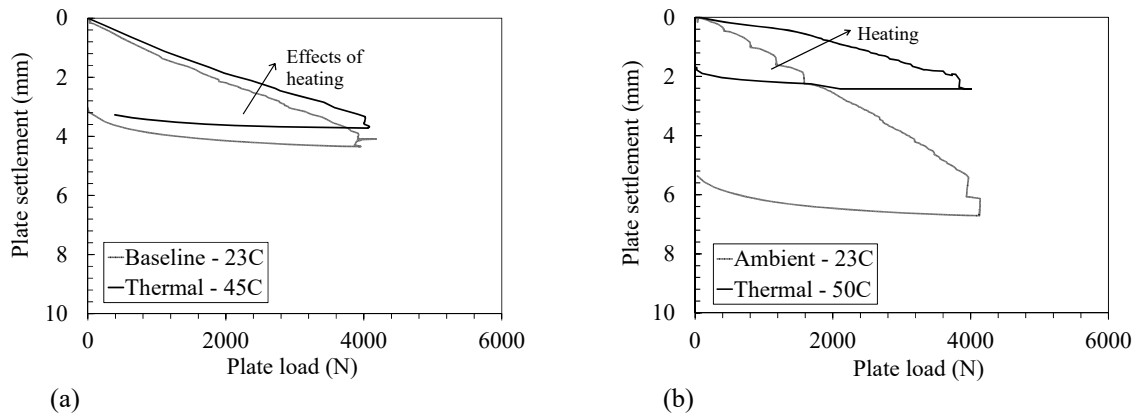 0
2
4
6
8
10
Plate settlement (mm)
Effects of
heating
Baseline - 23C
Thermal - 45C
0 2000 4000 6000
Plate load (N)
(a)
0
2
4
6
8
10
Plate settlement (mm)
Heating
Ambient - 23C
Thermal - 50C
0 2000 4000 6000
Plate load (N)
(b)